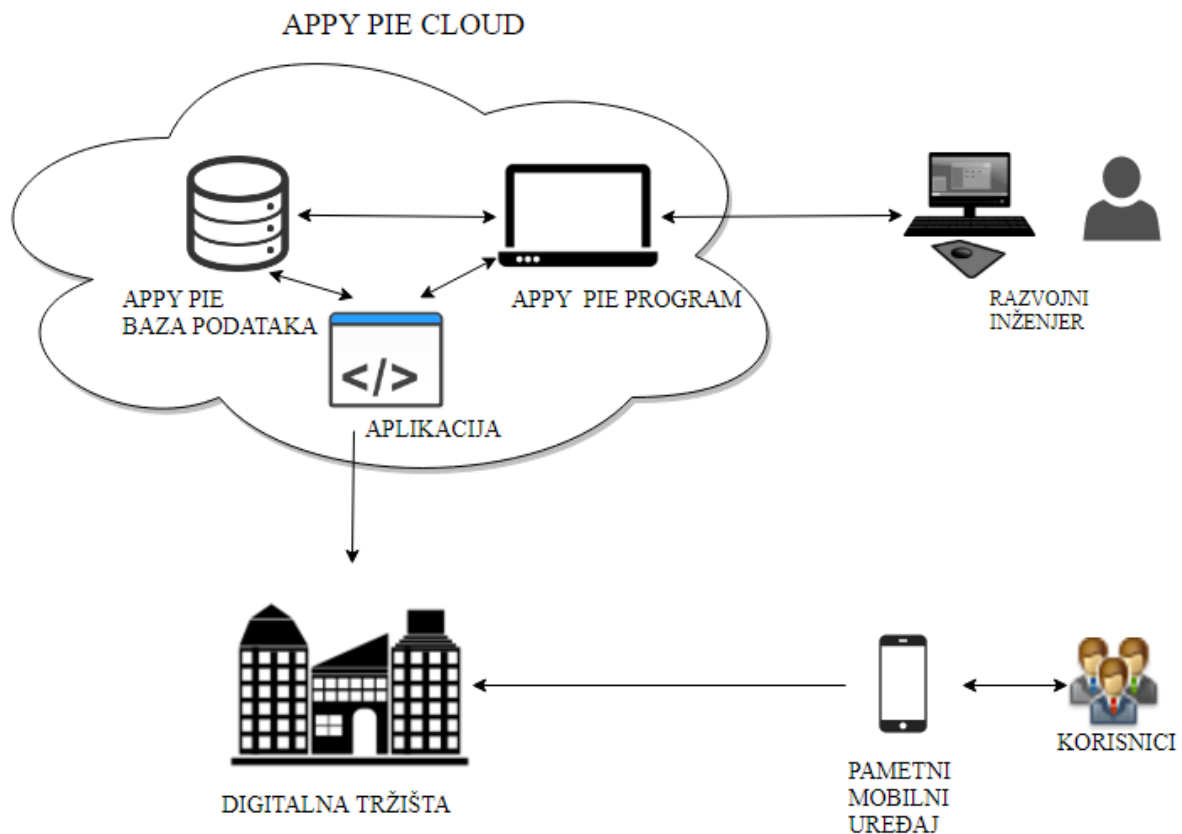 APPY PIE CLOUD
APPY PIE
BAZA PODATAKA
APPY PIE PROGRAM
RAZVOJNI
INŽENJER
</>
APLIKACIJA
DIGITALNA TRŽIŠTA
PAMETNI
MOBILNI
UREĐAJ
KORISNICI